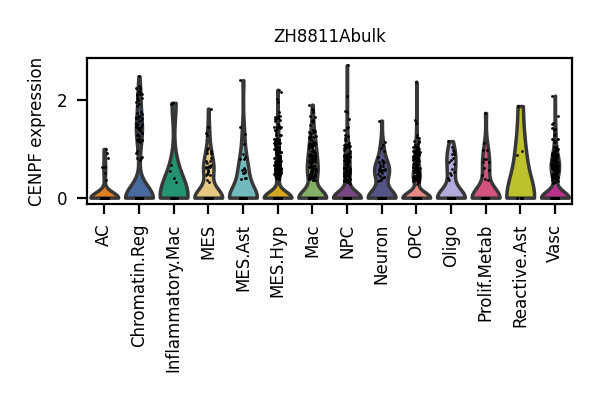 ZH8811Abulk
CENPF expression
2
0
AC
Chromatin.Reg
Inflammatory.Mac
MES
MES.Ast
MES.Hyp
Mac
NPC
Neuron
OPC
Oligo
Prolif.Metab
Reactive.Ast
Vasc